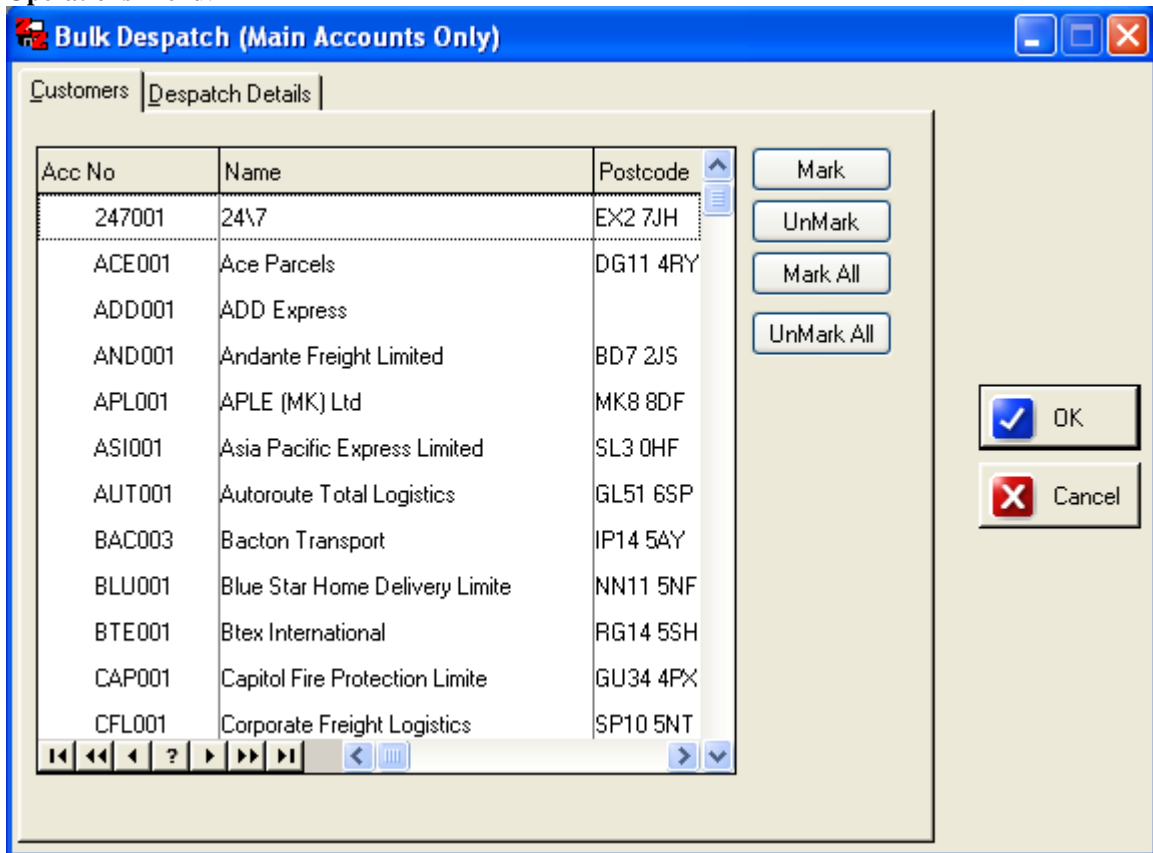 Bulk Despatch (Main Accounts Only)
Customers Despatch Details
Acc No Name Postcode
247001 24\7 EX2 7JH
ACE001 Ace Parcels DG11 4RY
ADD001 ADD Express
AND001 Andante Freight Limited BD7 2JS
APL001 APLE (MK) Ltd MK8 8DF
ASI001 Asia Pacific Express Limited SL3 0HF
AUT001 Autoroute Total Logistics GL51 6SP
BAC003 Bacton Transport IP14 5AY
BLU001 Blue Star Home Delivery Limite NN11 5NF
BTE001 Btex International RG14 5SH
CAP001 Capitol Fire Protection Limite GU34 4PX
CFL001 Corporate Freight Logistics SP10 5NT
?
Mark
UnMark
Mark All
UnMark All
OK
Cancel